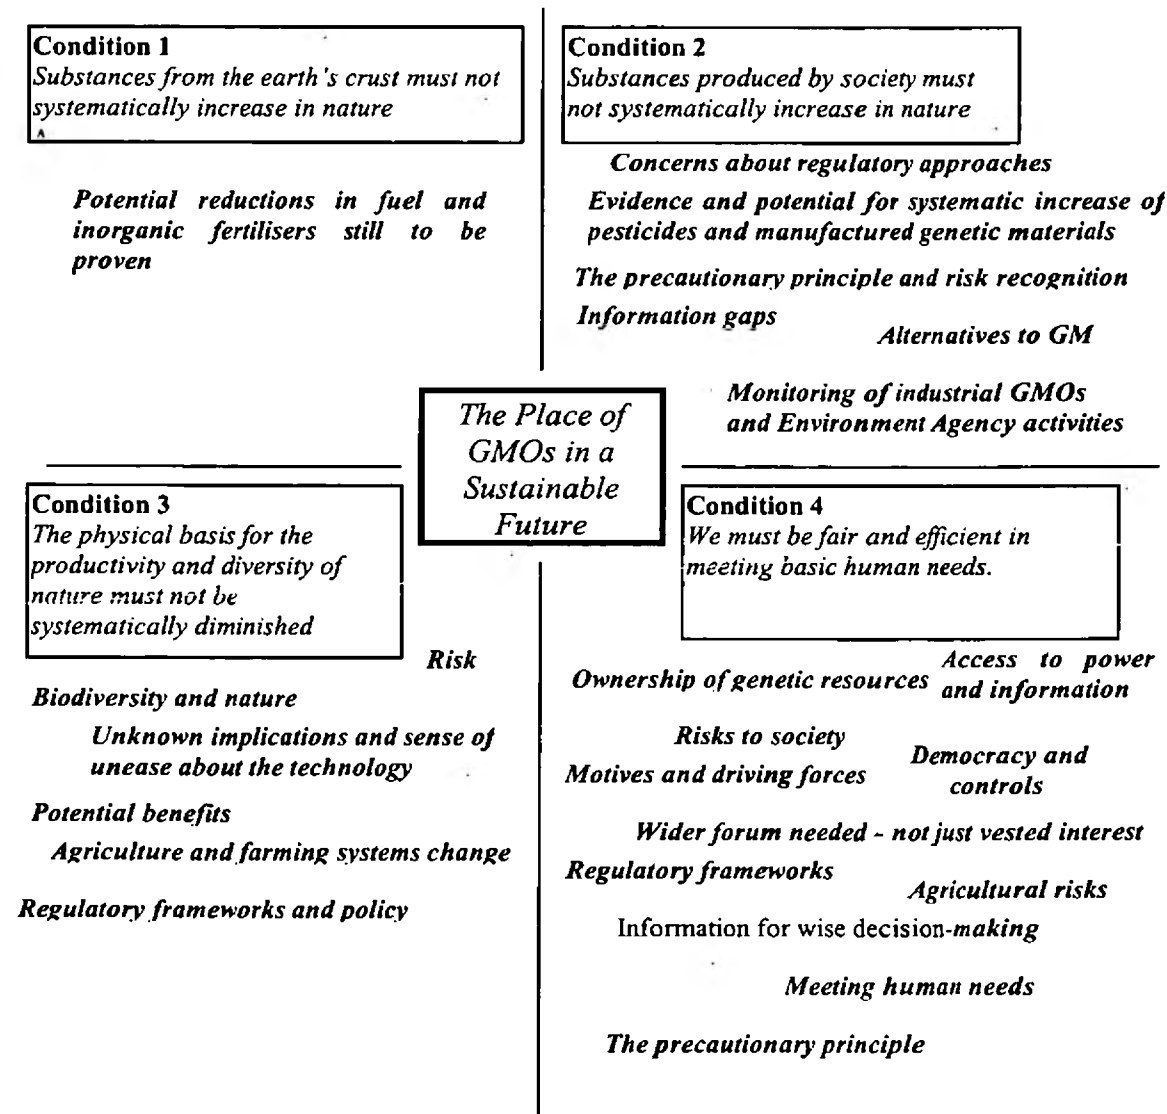 Condition 1
Substances from the earth's crust must not
systematically increase in nature
Potential reductions in fuel and
inorganic fertilisers still to be
proven
Condition 2
Substances produced by society must
not systematically increase in nature
Concerns about regulatory approaches
Evidence and potential for systematic increase of
pesticides and manufactured genetic materials
The precautionary principle and risk recognition
Information gaps
Alternatives to GM
Monitoring of industrial GMOs
and Environment Agency activities
The Place of
GMOs in a
Sustainable
Future
Condition 3
The physical basis for the
productivity and diversity of
nature must not be
systematically diminished
Risk
Biodiversity and nature
Unknown implications and sense of
unease about the technology
Potential benefits
Agriculture and farming systems change
Regulatory frameworks and policy
Condition 4
We must be fair and efficient in
meeting basic human needs.
Ownership of genetic resources
Access to power
and information
Risks to society
Motives and driving forces
Democracy and
controls
Wider forum needed - not just vested interest
Regulatory frameworks
Agricultural risks
Information for wise decision-making
Meeting human needs
The precautionary principle